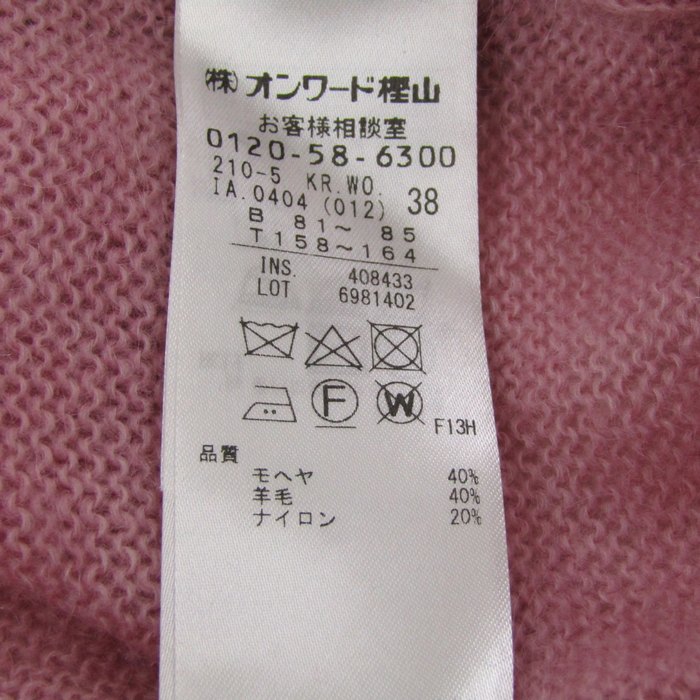 (株)オンワード樫山
お客様相談室
0120-58-6300
210-5 KR.WO.
IA.0404 (012) 38
B 81～ 85
T158～164
INS. 408433
LOT 6981402
F
W
F13H
品質
モヘヤ 40%
羊毛 40%
ナイロン 20%